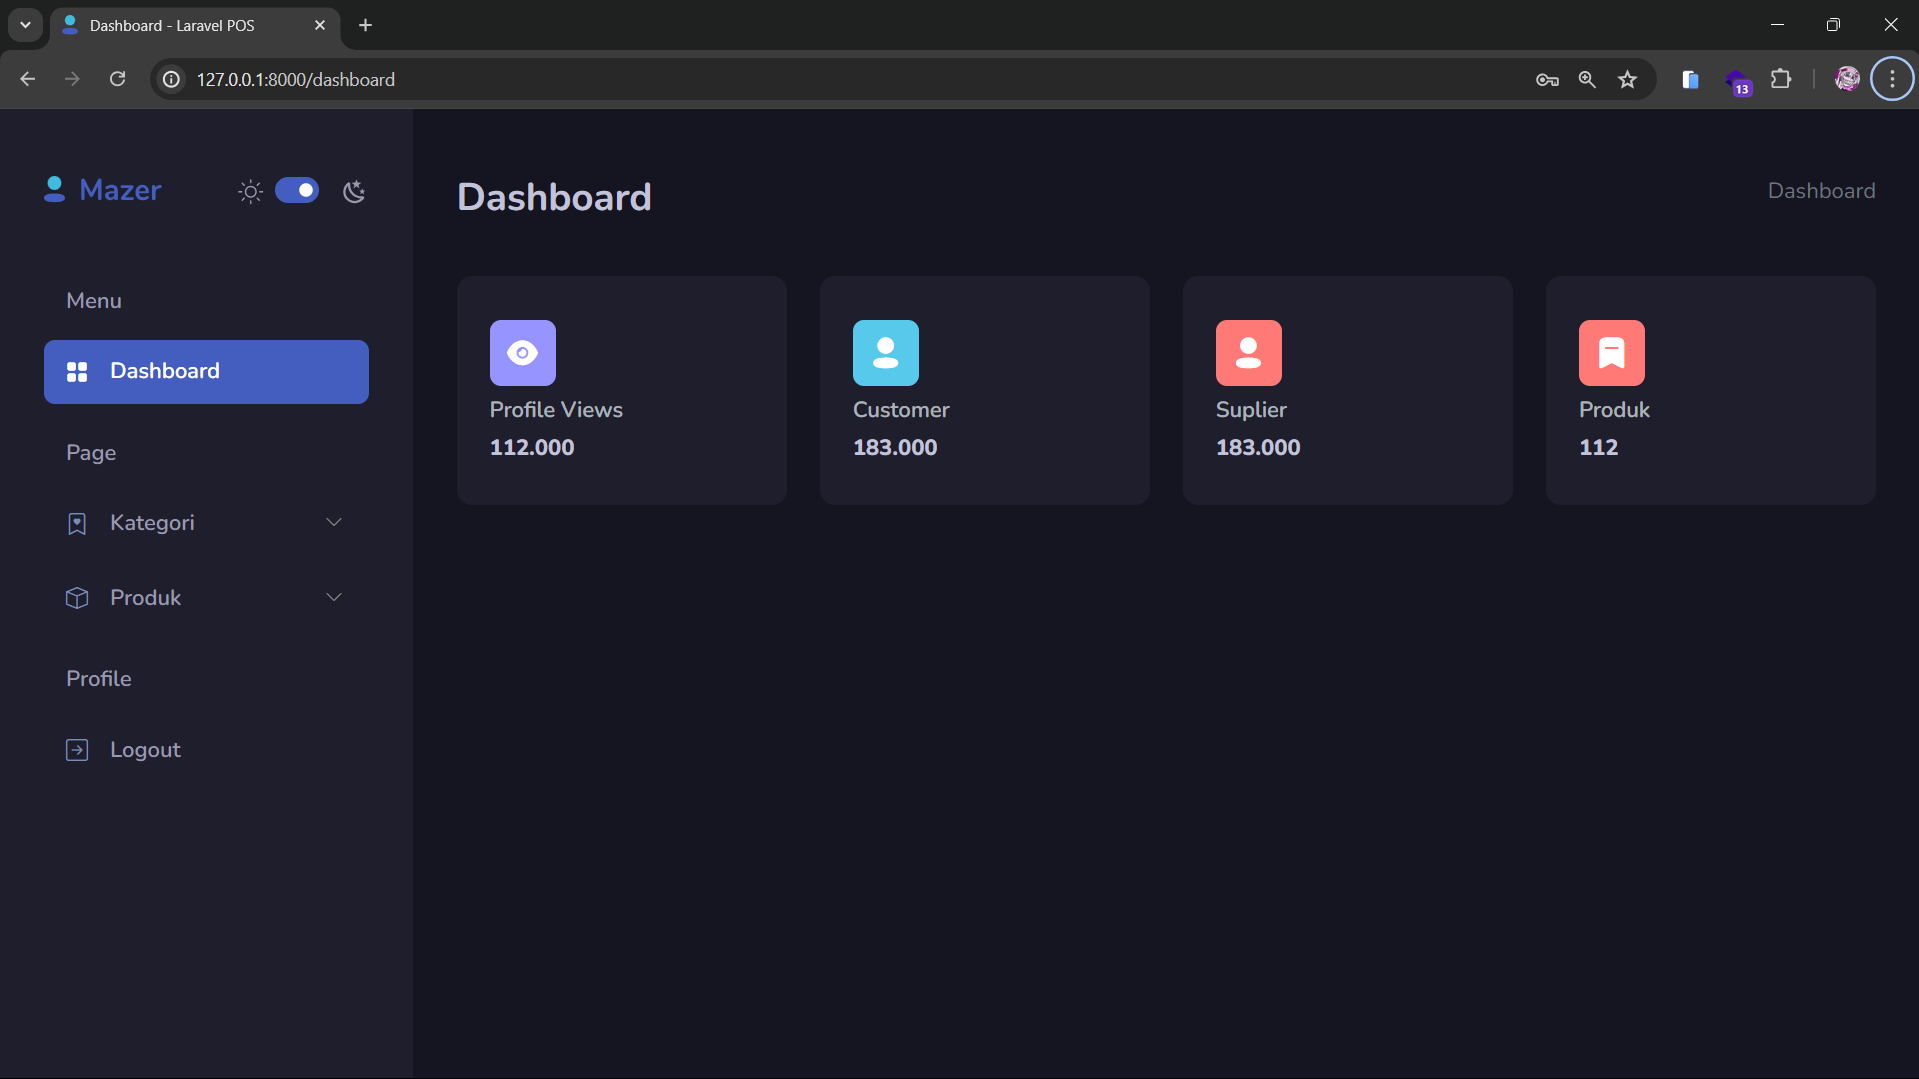 Dashboard - Laravel POS
127.0.0.1:8000/dashboard
13
Mazer
Menu
Dashboard
Page
Kategori
Produk
Profile
Logout
Dashboard
Dashboard
Profile Views
112.000
Customer
183.000
Suplier
183.000
Produk
112